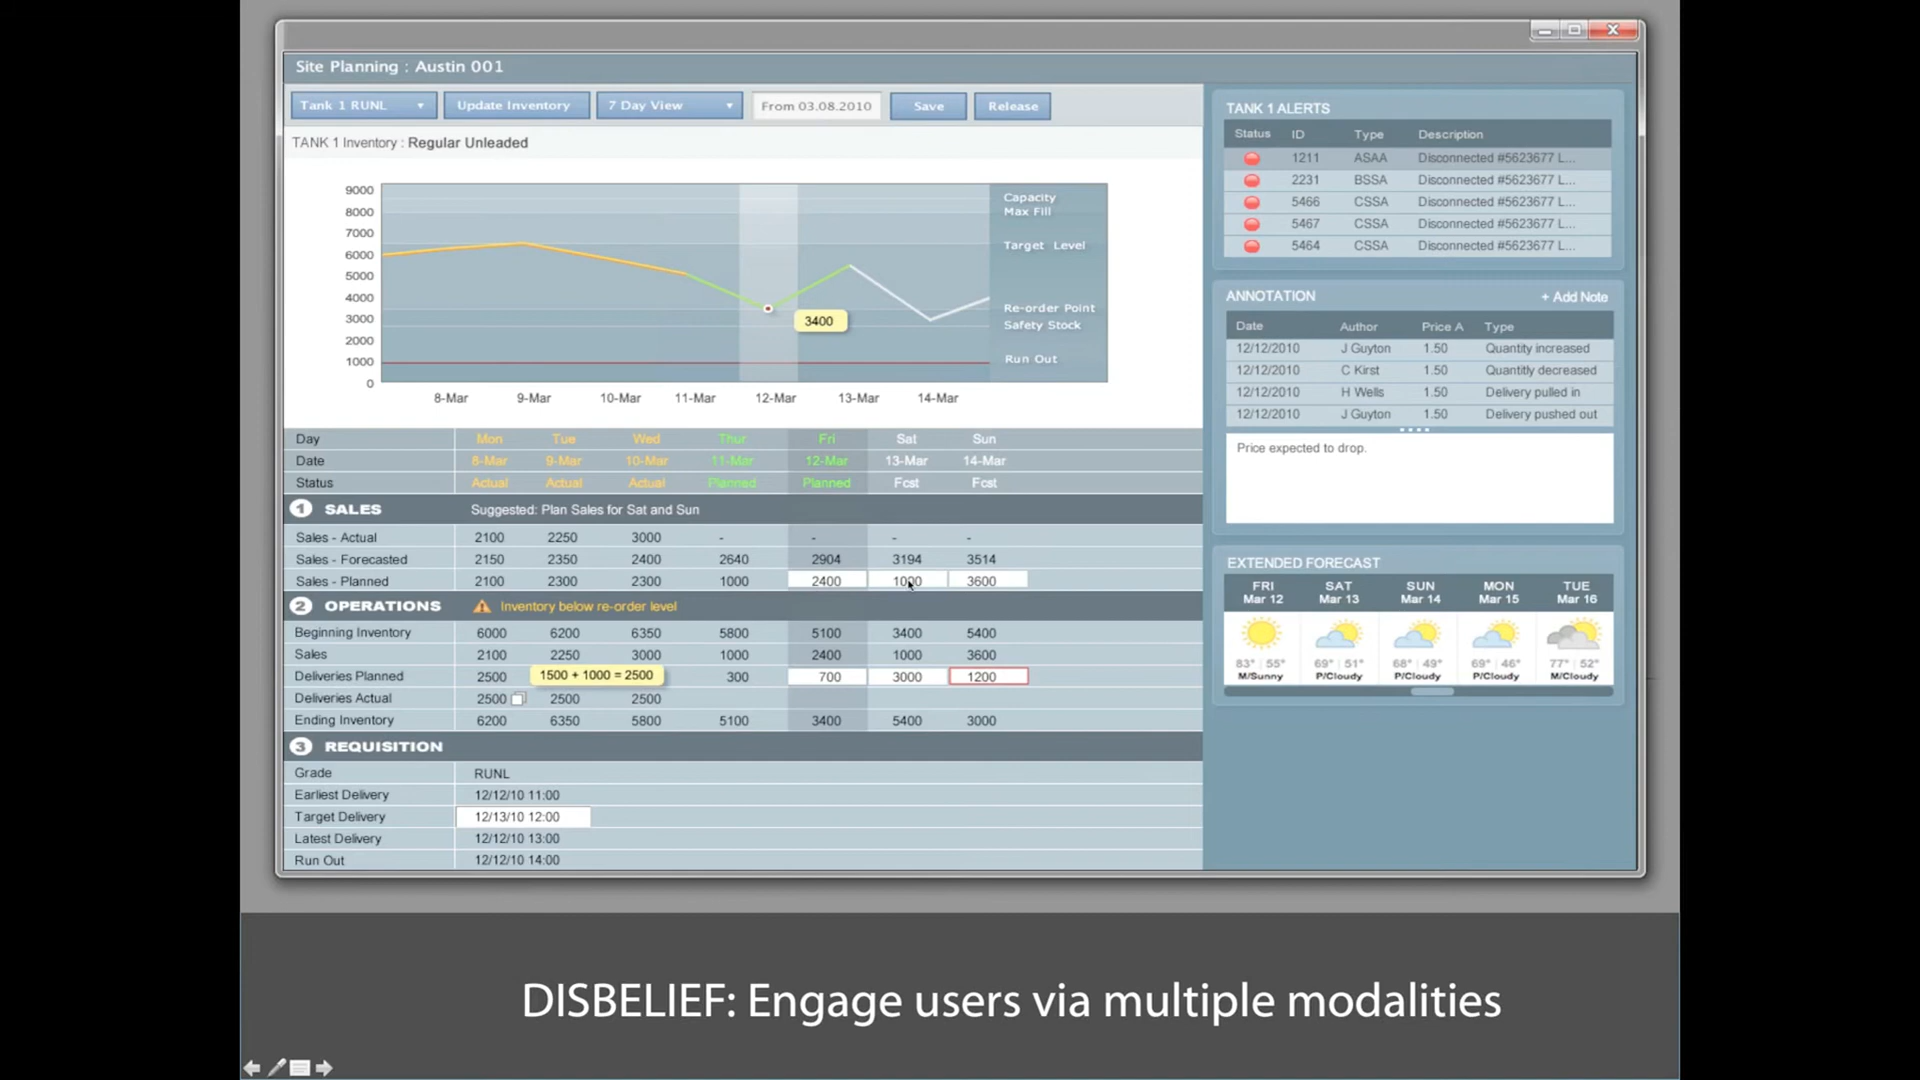 Site Planning : Austin 001
Tank 1 RUNL Update Inventory 7 Day View From 03.08.2010 Save Release
TANK 1 Inventory : Regular Unleaded
9000
8000
7000
6000
5000
4000
3000
2000
1000
0
Capacity
Max Fill
Target Level
Re-order Point
Safety Stock
Run Out
3400
8-Mar 9-Mar 10-Mar 11-Mar 12-Mar 13-Mar 14-Mar
Day Mon Tue Wed Thur Fri Sat Sun
Date 8-Mar 9-Mar 10-Mar 11-Mar 12-Mar 13-Mar 14-Mar
Status Actual Actual Actual Planned Planned Fcst Fcst
1 SALES Suggested: Plan Sales for Sat and Sun
Sales - Actual 2100 2250 3000 - - - -
Sales - Forecasted 2150 2350 2400 2640 2904 3194 3514
Sales - Planned 2100 2300 2300 1000 2400 1000 3600
2 OPERATIONS Inventory below re-order level
Beginning Inventory 6000 6200 6350 5800 5100 3400 5400
Sales 2100 2250 3000 1000 2400 1000 3600
Deliveries Planned 2500 1500 + 1000 = 2500 300 700 3000 1200
Deliveries Actual 2500 2500 2500
Ending Inventory 6200 6350 5800 5100 3400 5400 3000
3 REQUISITION
Grade RUNL
Earliest Delivery 12/12/10 11:00
Target Delivery 12/13/10 12:00
Latest Delivery 12/12/10 13:00
Run Out 12/12/10 14:00
TANK 1 ALERTS
Status ID Type Description
1211 ASAA Disconnected #5623677 L...
2231 BSSA Disconnected #5623677 L...
5466 CSSA Disconnected #5623677 L...
5467 CSSA Disconnected #5623677 L...
5464 CSSA Disconnected #5623677 L...
ANNOTATION + Add Note
Date Author Price A Type
12/12/2010 J Guyton 1.50 Quantity increased
12/12/2010 C Kirst 1.50 Quantitly decreased
12/12/2010 H Wells 1.50 Delivery pulled in
12/12/2010 J Guyton 1.50 Delivery pushed out
Price expected to drop.
EXTENDED FORECAST
FRI SAT SUN MON TUE
Mar 12 Mar 13 Mar 14 Mar 15 Mar 16
83° | 55° 69° | 51° 68° | 49° 69° | 46° 77° | 52°
M/Sunny P/Cloudy P/Cloudy P/Cloudy M/Cloudy
DISBELIEF: Engage users via multiple modalities